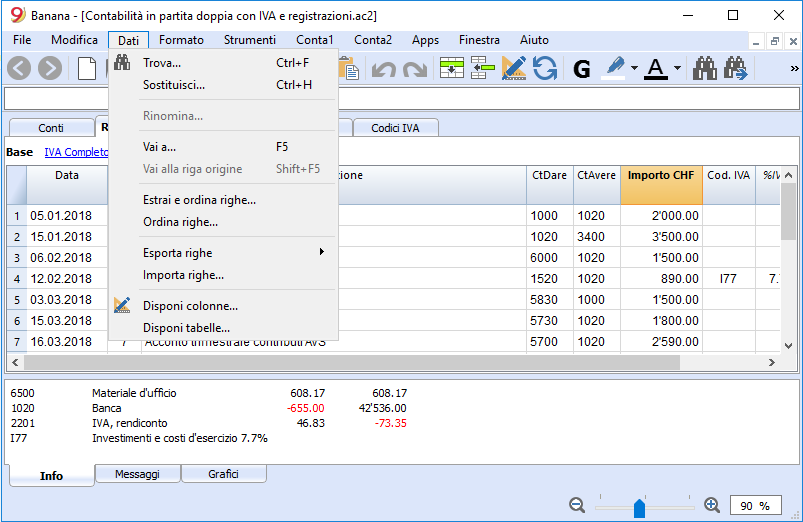 Banana - [Contabilità in partita doppia con IVA e registrazioni.ac2]
File Modifica Dati Formato Strumenti Conta1 Conta2 Apps Finestra Aiuto
Trova... Ctrl+F
Sostituisci... Ctrl+H
Rinomina...
Vai a... F5
Vai alla riga origine Shift+F5
Estrai e ordina righe...
Ordina righe...
Esporta righe
Importa righe...
Disponi colonne...
Disponi tabelle...
G A »
Conti R Codici IVA
Base IVA Completo
Data zione CtDare CtAvere Importo CHF Cod. IVA %IV
1 05.01.2018 1000 1020 2'000.00
2 15.01.2018 1020 3400 3'500.00
3 06.02.2018 6000 1020 1'500.00
4 12.02.2018 1520 1020 890.00 I77 7.
5 03.03.2018 5830 1000 1'500.00
6 15.03.2018 5730 1020 1'800.00
7 16.03.2018 7 Acconto trimestrale contributi AVS 5700 1020 2'590.00
6500 Materiale d'ufficio 608.17 608.17
1020 Banca -655.00 42'536.00
2201 IVA, rendiconto 46.83 -73.35
I77 Investimenti e costi d'esercizio 7.7%
Info Messaggi Grafici
90 %